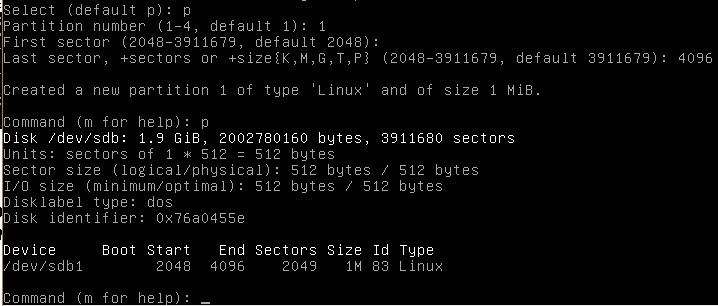 Select (default p): p
Partition number (1-4, default 1): 1
First sector (2048-3911679, default 2048):
Last sector, +sectors or +size{K,M,G,T,P} (2048-3911679, default 3911679): 4096
Created a new partition 1 of type 'Linux' and of size 1 MiB.
Command (m for help): p
Disk /dev/sdb: 1.9 GiB, 2002780160 bytes, 3911680 sectors
Units: sectors of 1 * 512 = 512 bytes
Sector size (logical/physical): 512 bytes / 512 bytes
I/O size (minimum/optimal): 512 bytes / 512 bytes
Disklabel type: dos
Disk identifier: 0x76a0455e
Device     Boot Start   End Sectors Size Id Type
/dev/sdb1        2048  4096    2049   1M 83 Linux
Command (m for help): _